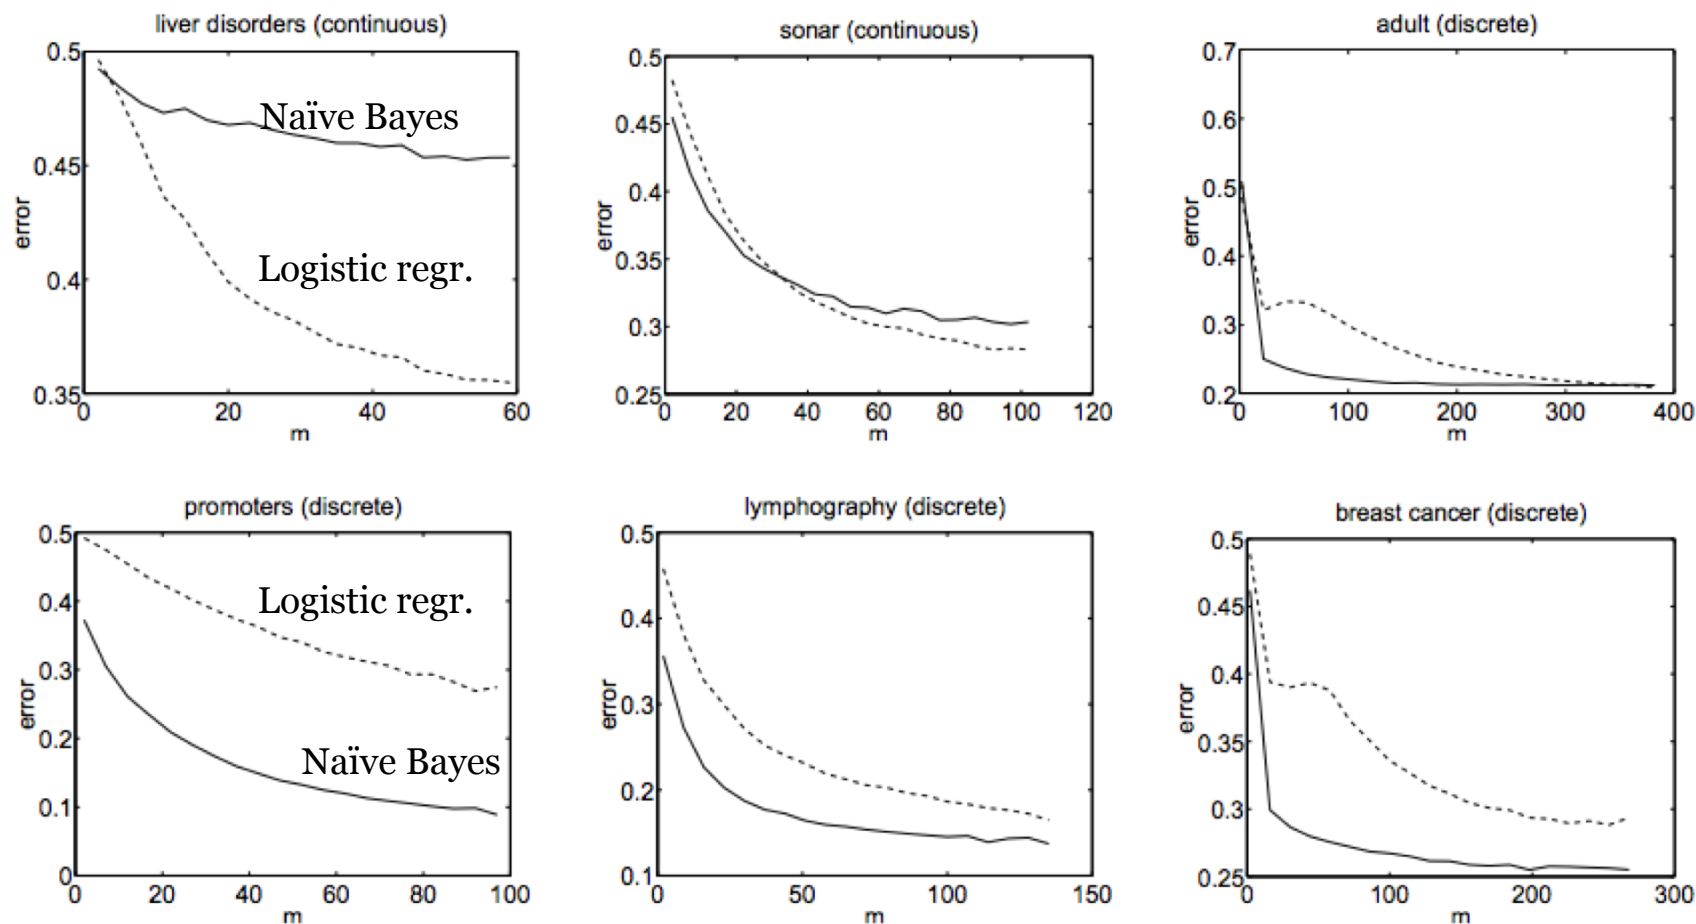 liver disorders (continuous)
0.5
0.45
0.4
0.35
error
Naïve Bayes
Logistic regr.
0 20 40 60
m
sonar (continuous)
0.5
0.45
0.4
0.35
0.3
0.25
error
0 20 40 60 80 100 120
m
adult (discrete)
0.7
0.6
0.5
0.4
0.3
0.2
error
0 100 200 300 400
m
promoters (discrete)
0.5
0.4
0.3
0.2
0.1
0
error
Logistic regr.
Naïve Bayes
0 20 40 60 80 100
m
lymphography (discrete)
0.5
0.4
0.3
0.2
0.1
error
0 50 100 150
m
breast cancer (discrete)
0.5
0.45
0.4
0.35
0.3
0.25
error
0 100 200 300
m